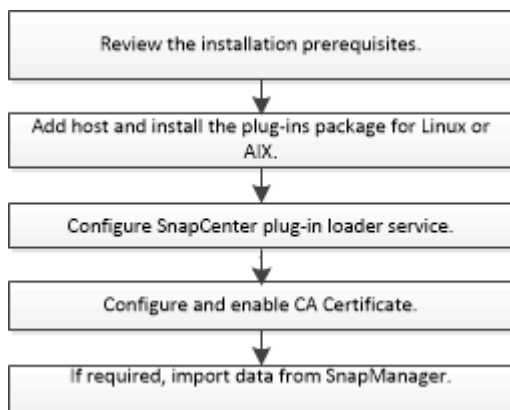 Review the installation prerequisites.
Add host and install the plug-ins package for Linux or
AIX.
Configure SnapCenter plug-in loader service.
Configure and enable CA Certificate.
If required, import data from SnapManager.